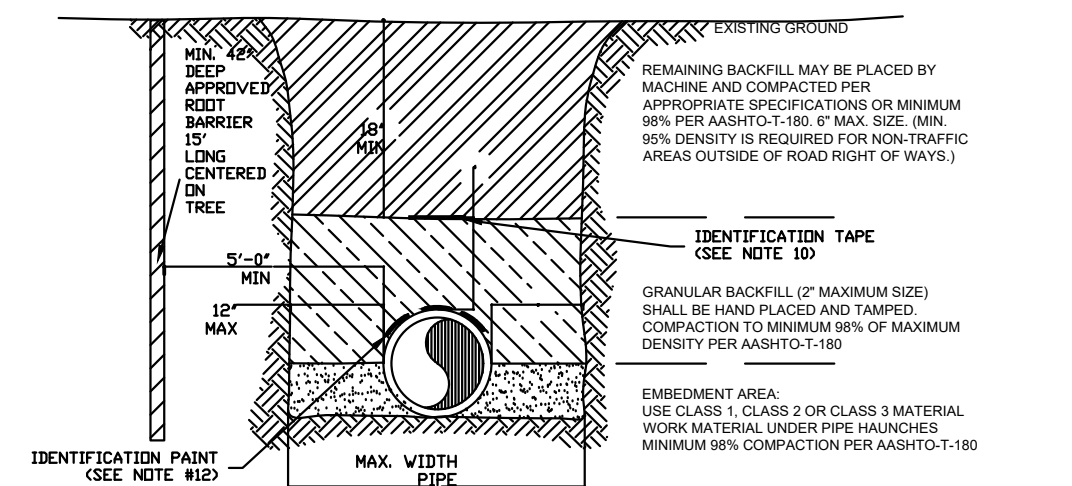 EXISTING GROUND
MIN. 42"
DEEP
APPROVED
ROOT
BARRIER
15'
LONG
CENTERED
ON
TREE
18"
MIN
REMAINING BACKFILL MAY BE PLACED BY
MACHINE AND COMPACTED PER
APPROPRIATE SPECIFICATIONS OR MINIMUM
98% PER AASHTO-T-180. 6" MAX. SIZE. (MIN.
95% DENSITY IS REQUIRED FOR NON-TRAFFIC
AREAS OUTSIDE OF ROAD RIGHT OF WAYS.)
IDENTIFICATION TAPE
(SEE NOTE 10)
5'-0"
MIN
12"
MAX
GRANULAR BACKFILL (2" MAXIMUM SIZE)
SHALL BE HAND PLACED AND TAMPED.
COMPACTION TO MINIMUM 98% OF MAXIMUM
DENSITY PER AASHTO-T-180
EMBEDMENT AREA:
USE CLASS 1, CLASS 2 OR CLASS 3 MATERIAL
WORK MATERIAL UNDER PIPE HAUNCHES
MINIMUM 98% COMPACTION PER AASHTO-T-180
IDENTIFICATION PAINT
(SEE NOTE #12)
MAX. WIDTH
PIPE